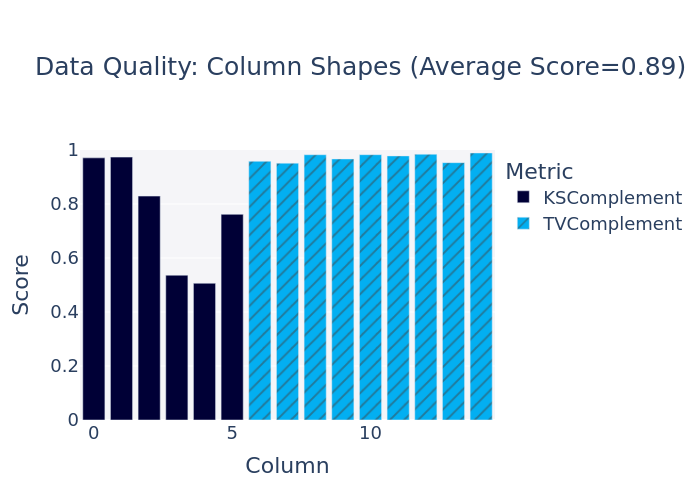 Data Quality: Column Shapes (Average Score=0.89)
1
0.8
0.6
0.4
0.2
0
Score
0 5 10
Column
Metric
KSComplement
TVComplement